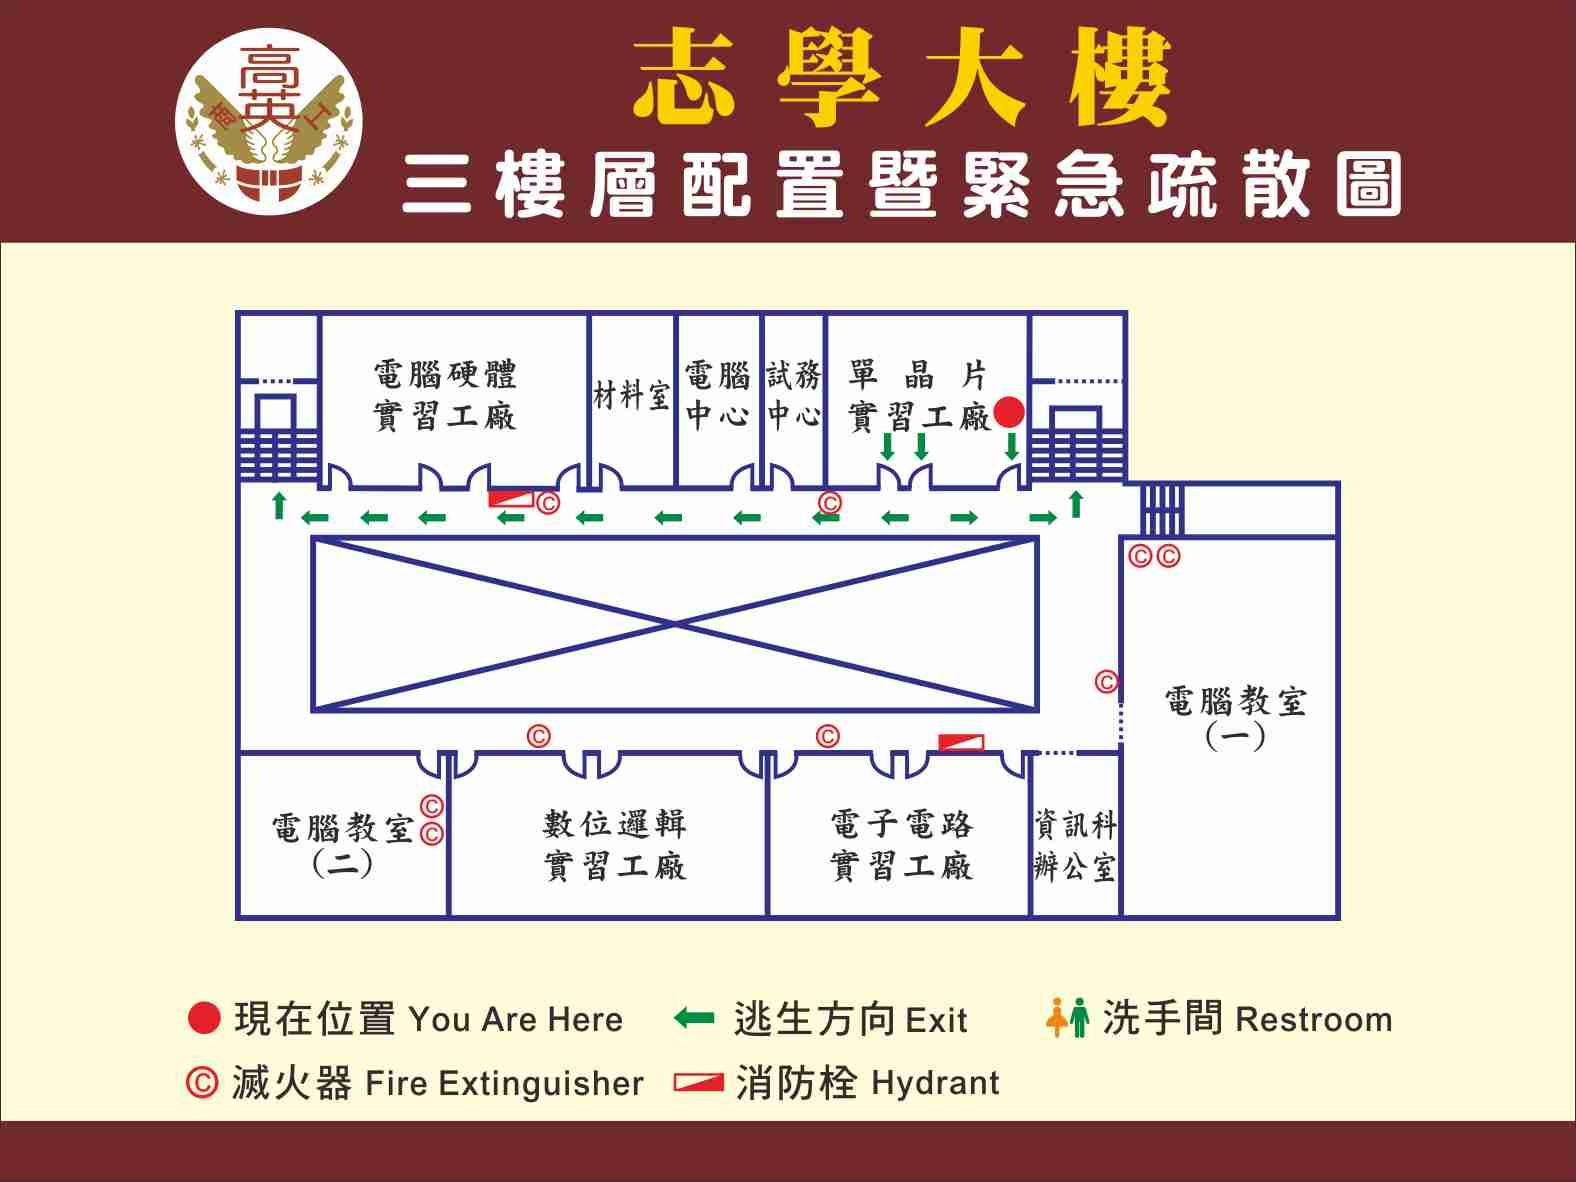 志學大樓
三樓層配置暨緊急疏散圖
高英
商工
電腦硬體
實習工廠
材料室
電腦
中心
試務
中心
單晶片
實習工廠
C
C
C C
C
電腦教室
(一)
C
C
電腦教室
(二)
C
C
數位邏輯
實習工廠
電子電路
實習工廠
資訊科
辦公室
現在位置 You Are Here
逃生方向 Exit
洗手間 Restroom
C 滅火器 Fire Extinguisher
消防栓 Hydrant